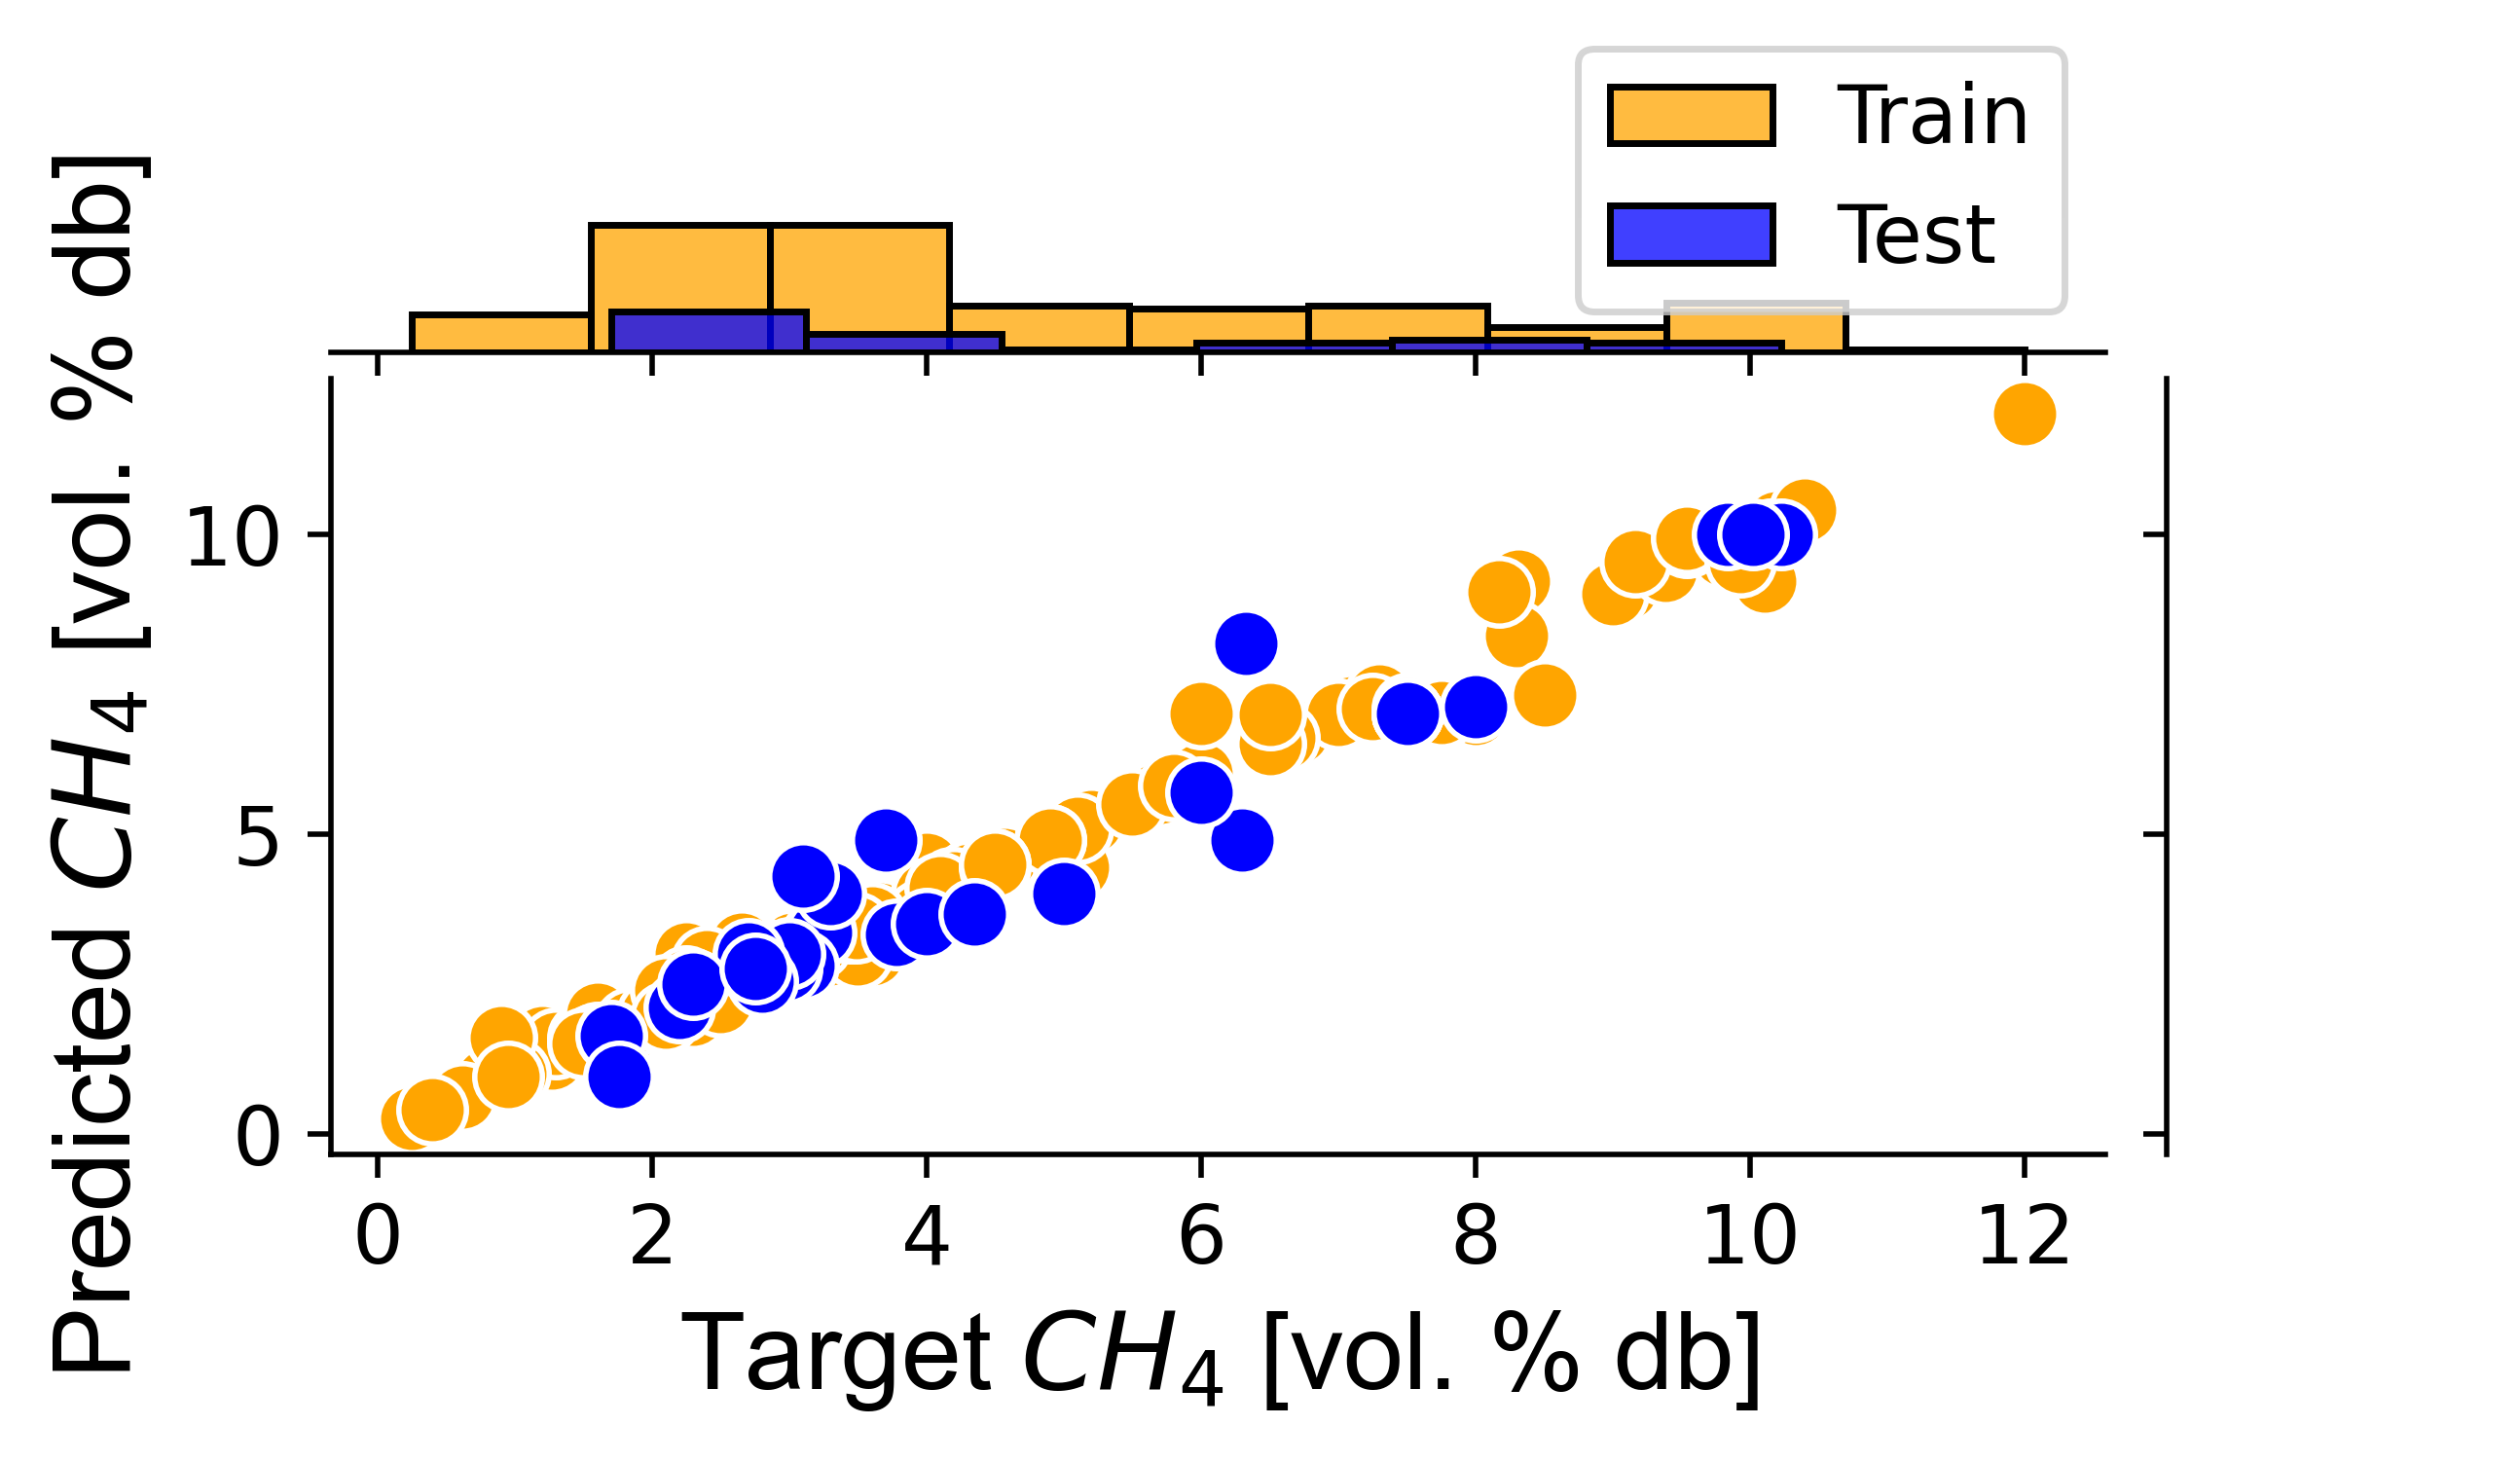 Train
Test
Predicted CH4 [vol. % db]
10
5
0
0 2 4 6 8 10 12
Target CH4 [vol. % db]